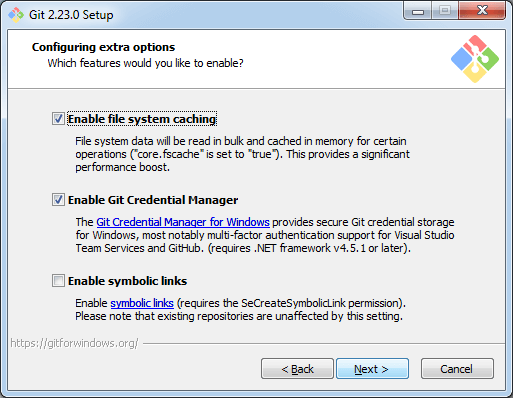 Git 2.23.0 Setup
Configuring extra options
Which features would you like to enable?
Enable file system caching
File system data will be read in bulk and cached in memory for certain
operations ("core.fscache" is set to "true"). This provides a significant
performance boost.
Enable Git Credential Manager
The Git Credential Manager for Windows provides secure Git credential storage
for Windows, most notably multi-factor authentication support for Visual Studio
Team Services and GitHub. (requires .NET framework v4.5.1 or later).
Enable symbolic links
Enable symbolic links (requires the SeCreateSymbolicLink permission).
Please note that existing repositories are unaffected by this setting.
https://gitforwindows.org/
< Back
Next >
Cancel